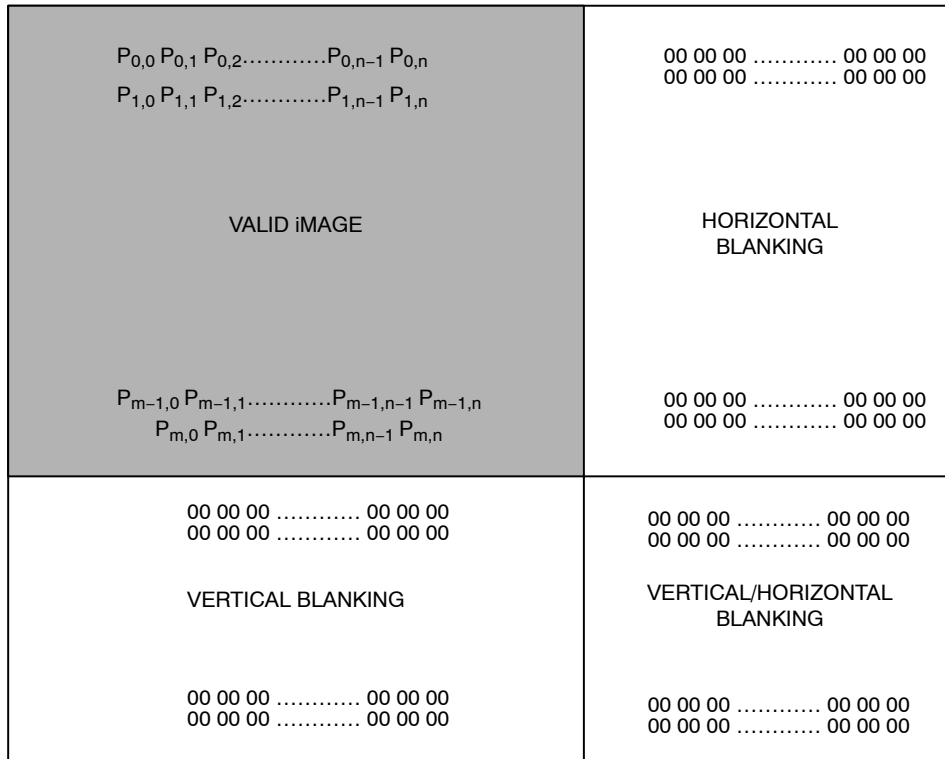 P0,0 P0,1 P0,2............P0,n−1 P0,n
P1,0 P1,1 P1,2............P1,n−1 P1,n
VALID iMAGE
Pm−1,0 Pm−1,1............Pm−1,n−1 Pm−1,n
Pm,0 Pm,1............Pm,n−1 Pm,n
00 00 00 ............ 00 00 00
00 00 00 ............ 00 00 00
HORIZONTAL
BLANKING
00 00 00 ............ 00 00 00
00 00 00 ............ 00 00 00
00 00 00 ............ 00 00 00
00 00 00 ............ 00 00 00
VERTICAL BLANKING
00 00 00 ............ 00 00 00
00 00 00 ............ 00 00 00
00 00 00 ............ 00 00 00
00 00 00 ............ 00 00 00
VERTICAL/HORIZONTAL
BLANKING
00 00 00 ............ 00 00 00
00 00 00 ............ 00 00 00